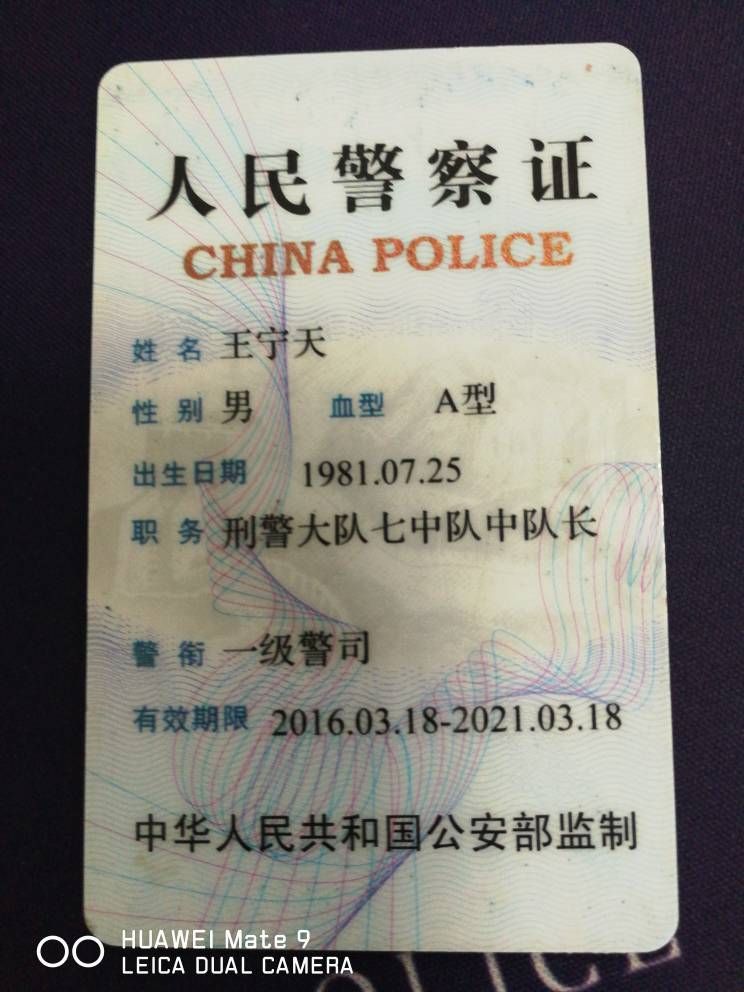 人民警察证
CHINA POLICE
姓 名 王宁天
性 别 男 血型 A型
出生日期 1981.07.25
职 务 刑警大队七中队中队长
警 衔 一级警司
有效期限 2016.03.18-2021.03.18
中华人民共和国公安部监制
HUAWEI Mate 9
LEICA DUAL CAMERA